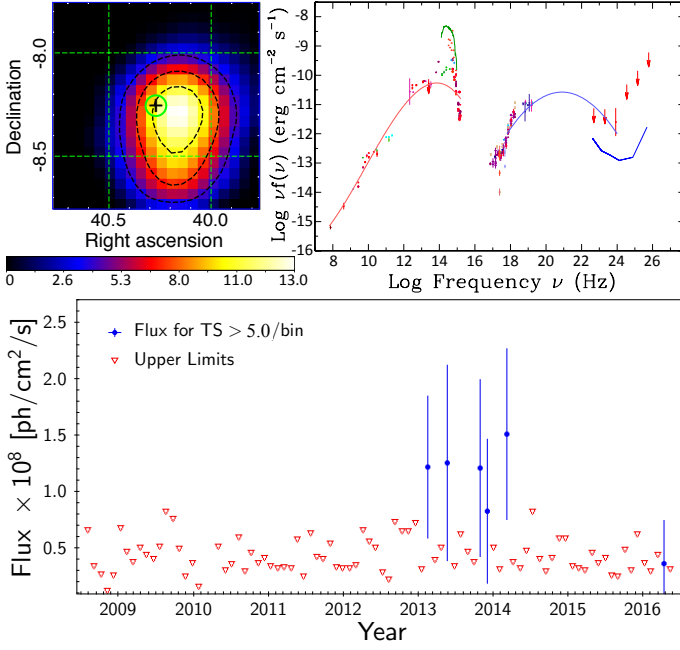 -8.0
-8.5
Declination
40.5 40.0
Right ascension
0 2.6 5.3 8.0 11.0 13.0
Log νf(ν) (erg cm⁻² s⁻¹)
-8
-9
-10
-11
-12
-13
-14
-15
-16
8 10 12 14 16 18 20 22 24 26
Log Frequency ν (Hz)
Flux × 10⁸ [ph/cm²/s]
2.5
2.0
1.5
1.0
0.5
Flux for TS > 5.0/bin
Upper Limits
2009 2010 2011 2012 2013 2014 2015 2016
Year